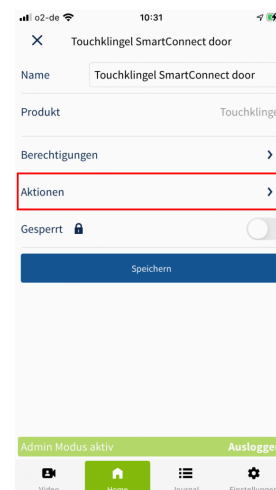 o2-de 10:31
Touchklingel SmartConnect door
Name Touchklingel SmartConnect door
Produkt Touchklinge
Berechtigungen
Aktionen
Gesperrt
Speichern
Admin Modus aktiv Auslogge
Video Home Journal Einstellungen